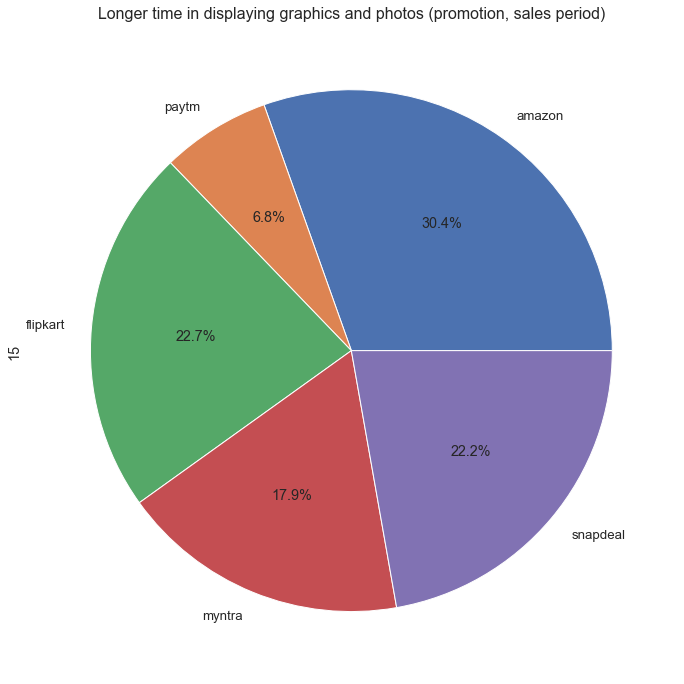 Longer time in displaying graphics and photos (promotion, sales period)
paytm
amazon
6.8%
30.4%
flipkart
22.7%
15
22.2%
17.9%
snapdeal
myntra